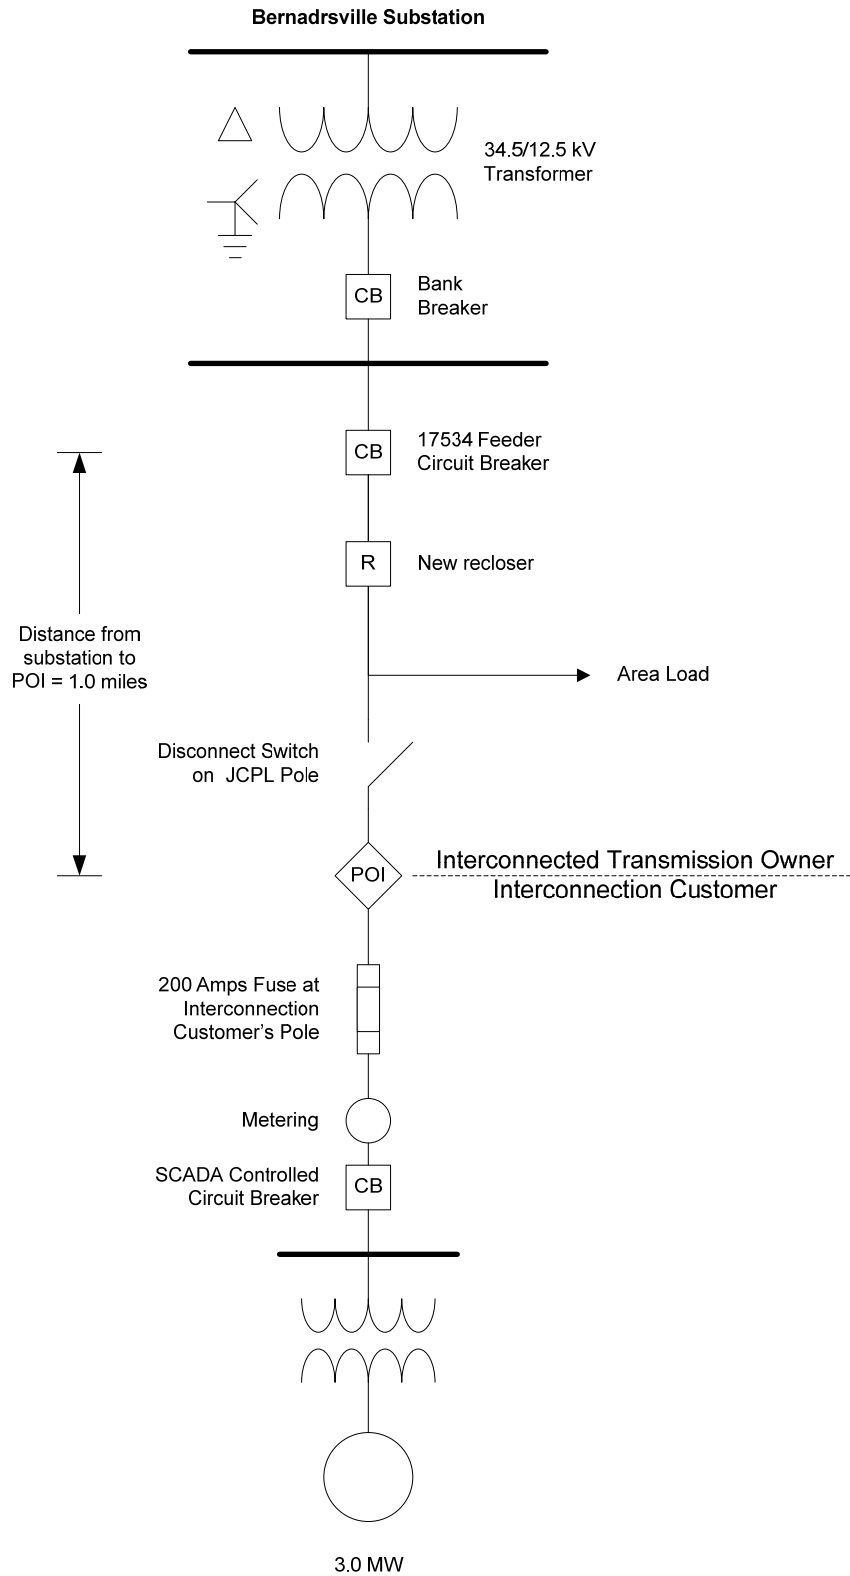 Bernadrsville Substation
34.5/12.5 kV
Transformer
CB
Bank
Breaker
CB
17534 Feeder
Circuit Breaker
R
New recloser
Distance from
substation to
POI = 1.0 miles
Area Load
Disconnect Switch
on JCPL Pole
POI
Interconnected Transmission Owner
Interconnection Customer
200 Amps Fuse at
Interconnection
Customer's Pole
Metering
SCADA Controlled
Circuit Breaker
CB
3.0 MW